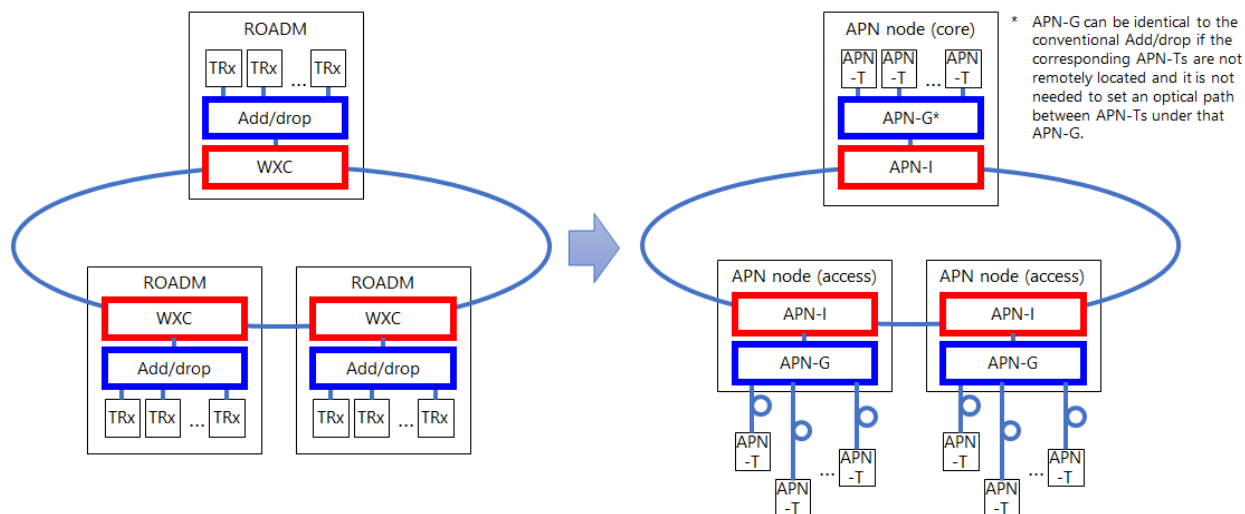 ROADM
TRx TRx ... TRx
Add/drop
WXC
ROADM
WXC
Add/drop
TRx TRx ... TRx
ROADM
WXC
Add/drop
TRx TRx ... TRx
APN node (core)
APN
-T
APN
-T
...
APN
-T
APN-G*
APN-I
* APN-G can be identical to the
conventional Add/drop if the
corresponding APN-Ts are not
remotely located and it is not
needed to set an optical path
between APN-Ts under that
APN-G.
APN node (access)
APN-I
APN-G
APN
-T
APN
-T
...
APN
-T
APN node (access)
APN-I
APN-G
APN
-T
APN
-T
...
APN
-T